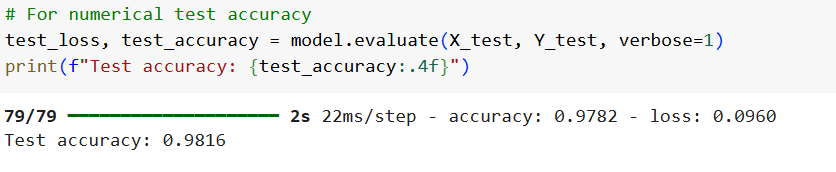 # For numerical test accuracy
test_loss, test_accuracy = model.evaluate(X_test, Y_test, verbose=1)
print(f"Test accuracy: {test_accuracy:.4f}")
79/79 ━━━━━━━━━━━━━━━━━━━━ 2s 22ms/step - accuracy: 0.9782 - loss: 0.0960
Test accuracy: 0.9816